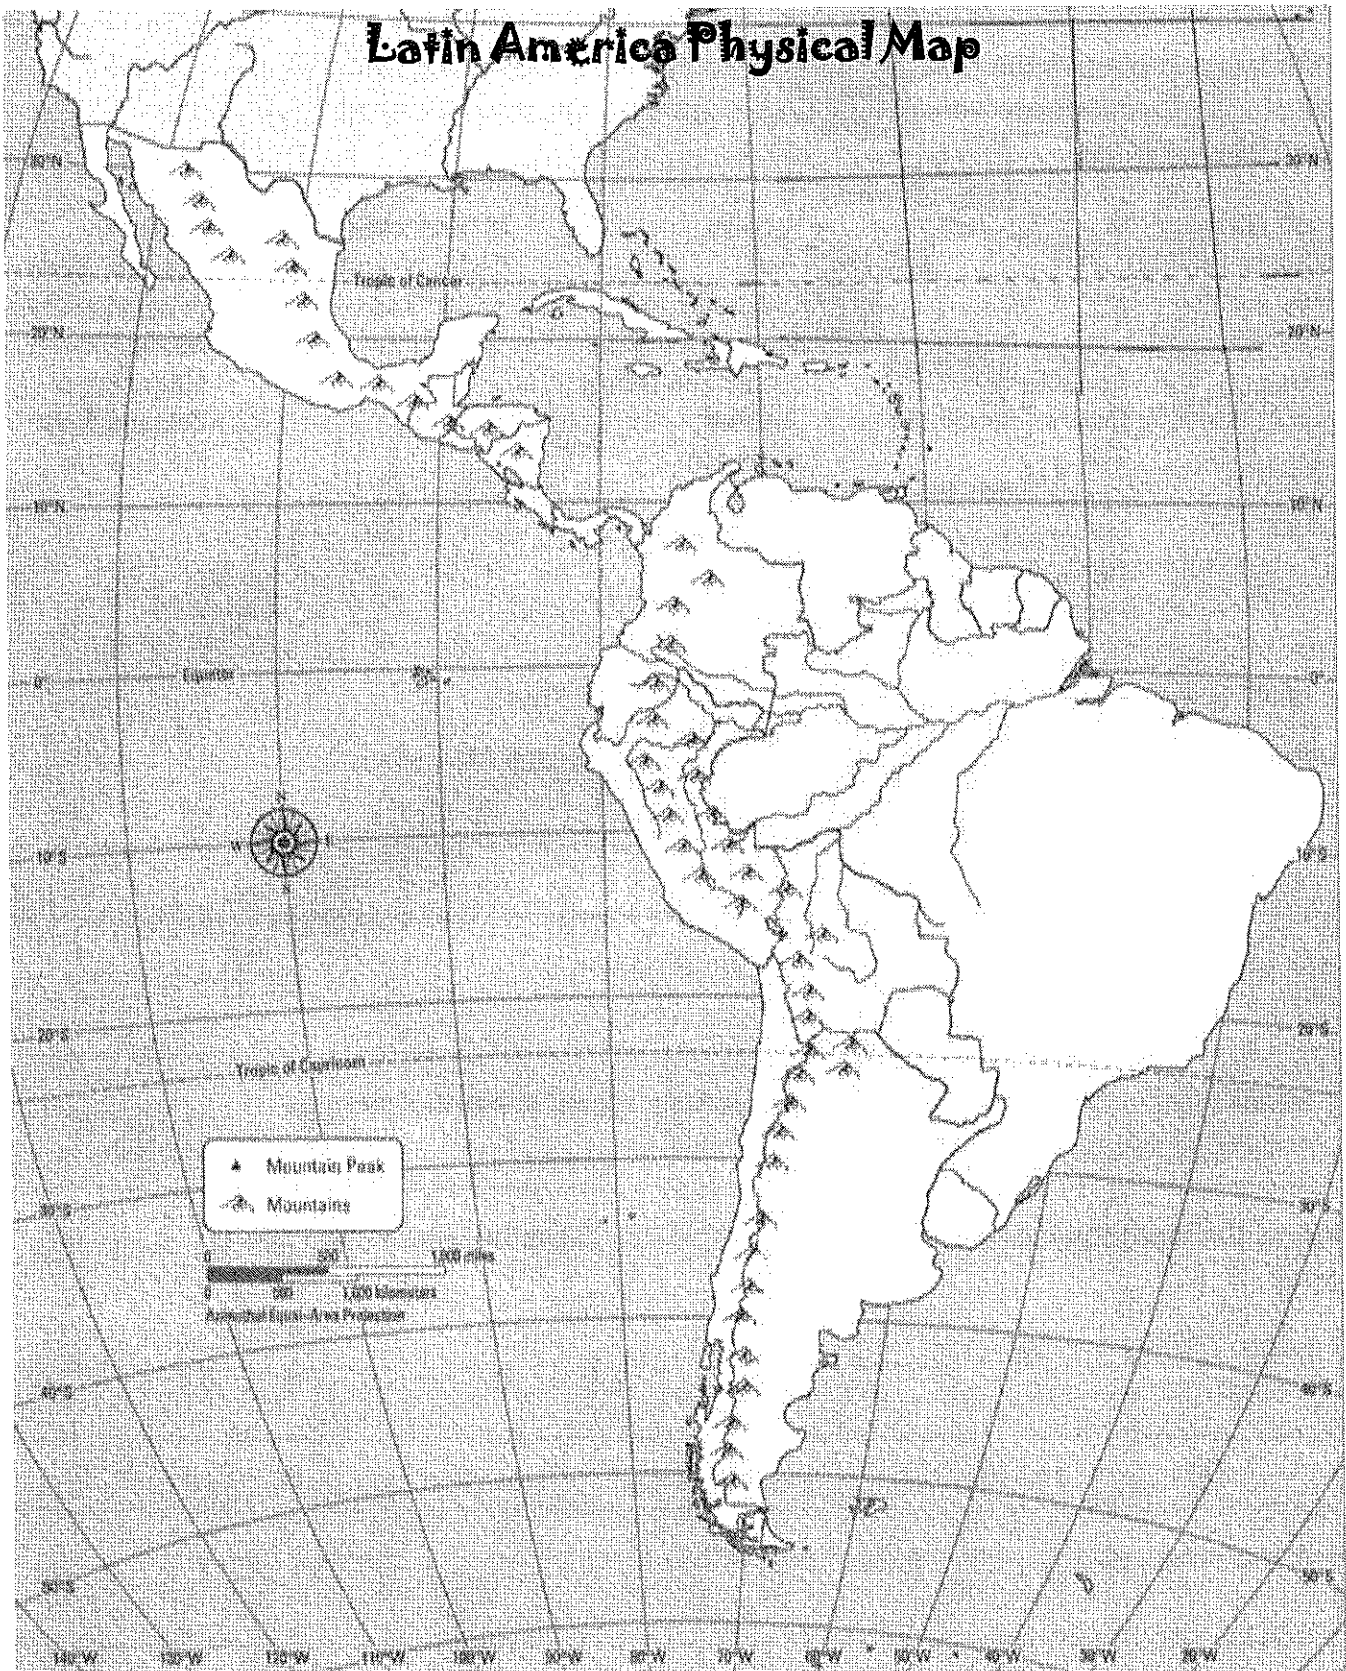 Latin America Physical Map
30°N
30°N
Tropic of Cancer
20°N
20°N
10°N
10°N
Equator
0°
0°
N
W
E
S
10°S
10°S
20°S
20°S
Tropic of Capricorn
Mountain Peak
Mountains
30°S
30°S
0 500 1,000 miles
0 500 1,000 kilometers
Azimuthal Equal-Area Projection
40°S
40°S
50°S
50°S
140°W 130°W 120°W 110°W 100°W 90°W 80°W 70°W 60°W 50°W 40°W 30°W 20°W